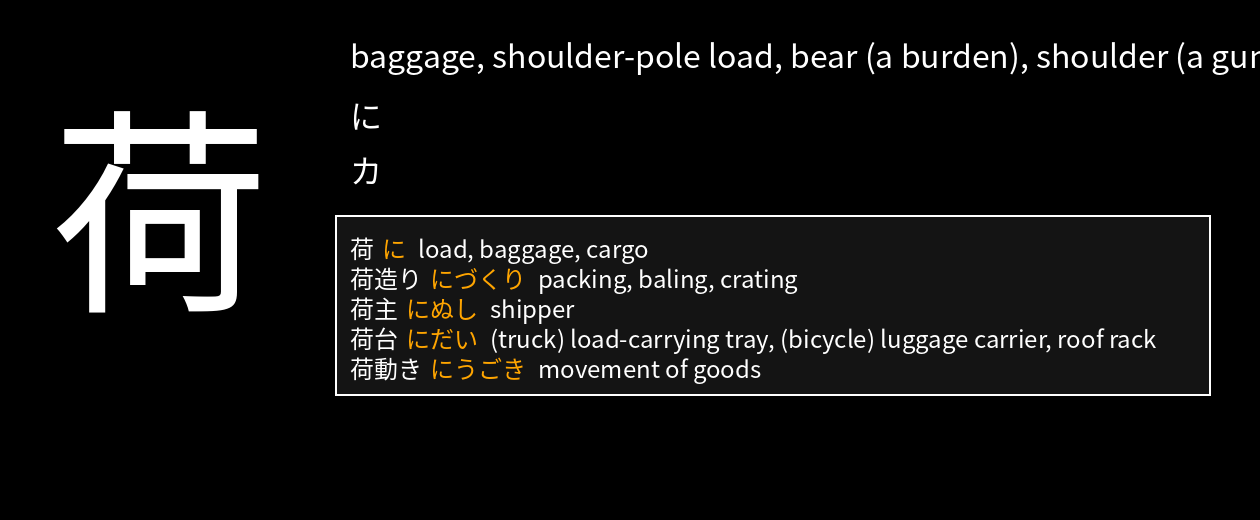 荷
baggage, shoulder-pole load, bear (a burden), shoulder (a gun
に
カ
荷 に load, baggage, cargo
荷造り にづくり packing, baling, crating
荷主 にぬし shipper
荷台 にだい (truck) load-carrying tray, (bicycle) luggage carrier, roof rack
荷動き にうごき movement of goods